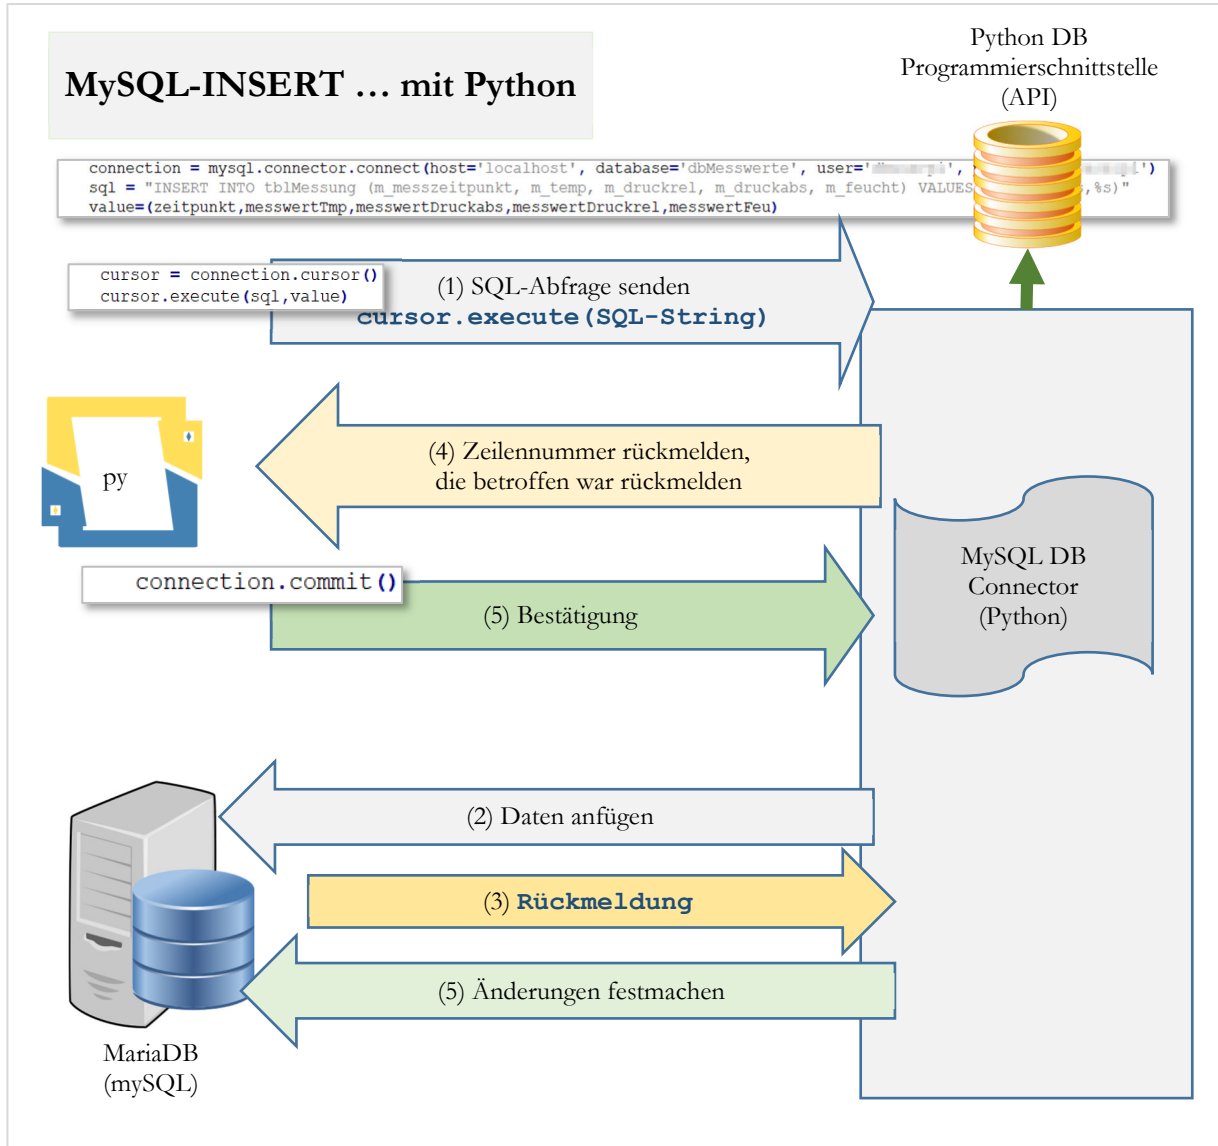 MySQL-INSERT … mit Python
Python DB
Programmierschnittstelle
(API)
connection = mysql.connector.connect(host='localhost', database='dbMesswerte', user=' ', ')
sql = "INSERT INTO tblMessung (m_messzeitpunkt, m_temp, m_druckrel, m_druckabs, m_feucht) VALUES ,%s)"
value=(zeitpunkt,messwertTmp,messwertDruckabs,messwertDruckrel,messwertFeu)
cursor = connection.cursor()
cursor.execute(sql,value)
(1) SQL-Abfrage senden
cursor.execute(SQL-String)
(4) Zeilennummer rückmelden,
die betroffen war rückmelden
py
connection.commit()
(5) Bestätigung
MySQL DB
Connector
(Python)
(2) Daten anfügen
(3) Rückmeldung
(5) Änderungen festmachen
MariaDB
(mySQL)